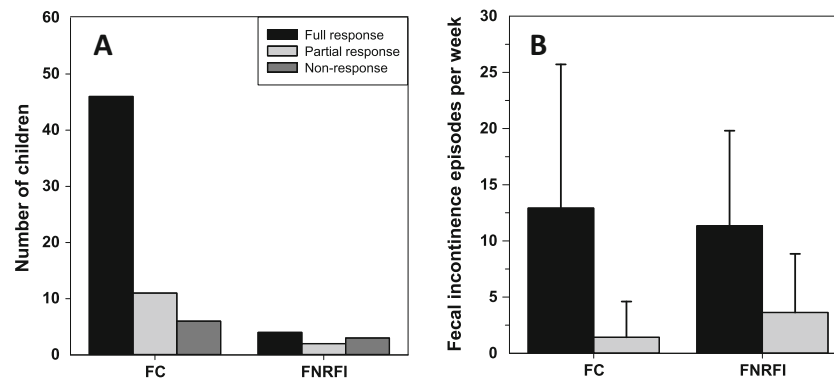 A
Full response
Partial response
Non-response
Number of children
60
50
40
30
20
10
0
FC
FNRFI
B
Fecal incontinence episodes per week
30
25
20
15
10
5
0
FC
FNRFI